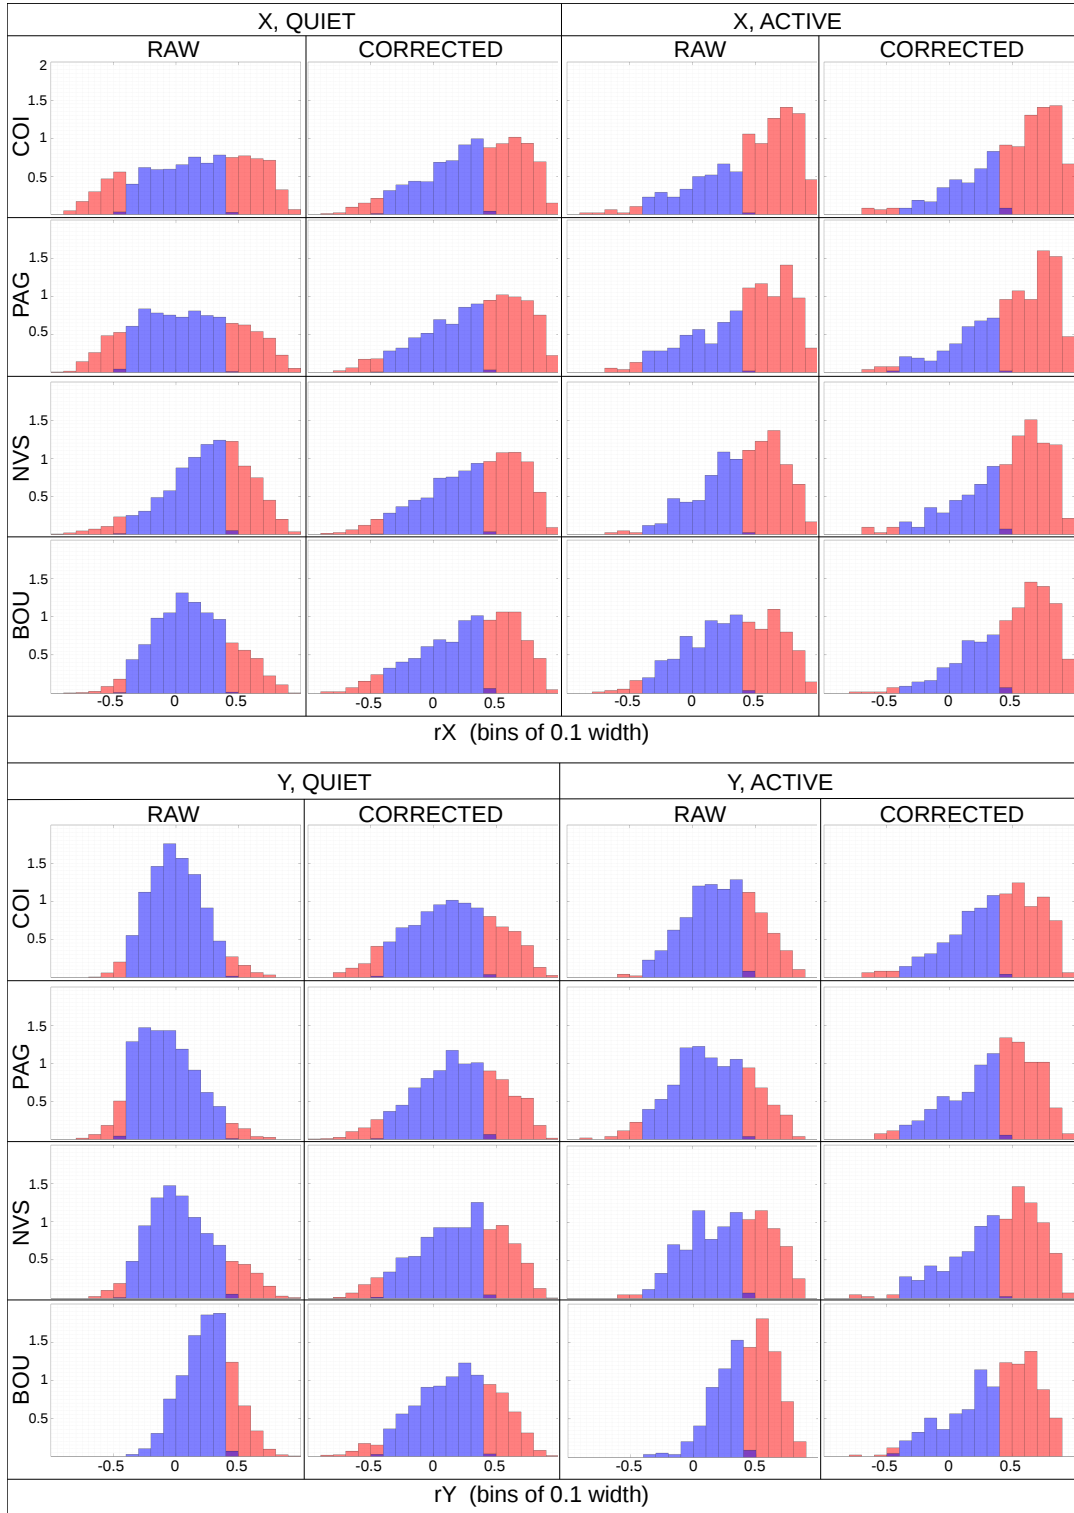 X, QUIET X, ACTIVE
RAW CORRECTED RAW CORRECTED
COI 2 1.5 1 0.5
PAG 1.5 1 0.5
NVS 1.5 1 0.5
BOU 1.5 1 0.5
-0.5 0 0.5 -0.5 0 0.5 -0.5 0 0.5 -0.5 0 0.5
rX (bins of 0.1 width)
Y, QUIET Y, ACTIVE
RAW CORRECTED RAW CORRECTED
COI 1.5 1 0.5
PAG 1.5 1 0.5
NVS 1.5 1 0.5
BOU 1.5 1 0.5
-0.5 0 0.5 -0.5 0 0.5 -0.5 0 0.5 -0.5 0 0.5
rY (bins of 0.1 width)